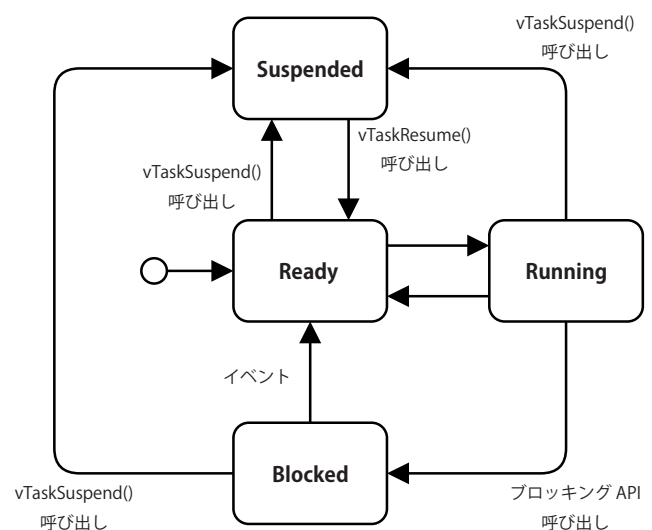 vTaskSuspend()
呼び出し
Suspended
vTaskResume()
呼び出し
vTaskSuspend()
呼び出し
Ready
Running
イベント
Blocked
vTaskSuspend()
呼び出し
ブロッキング API
呼び出し